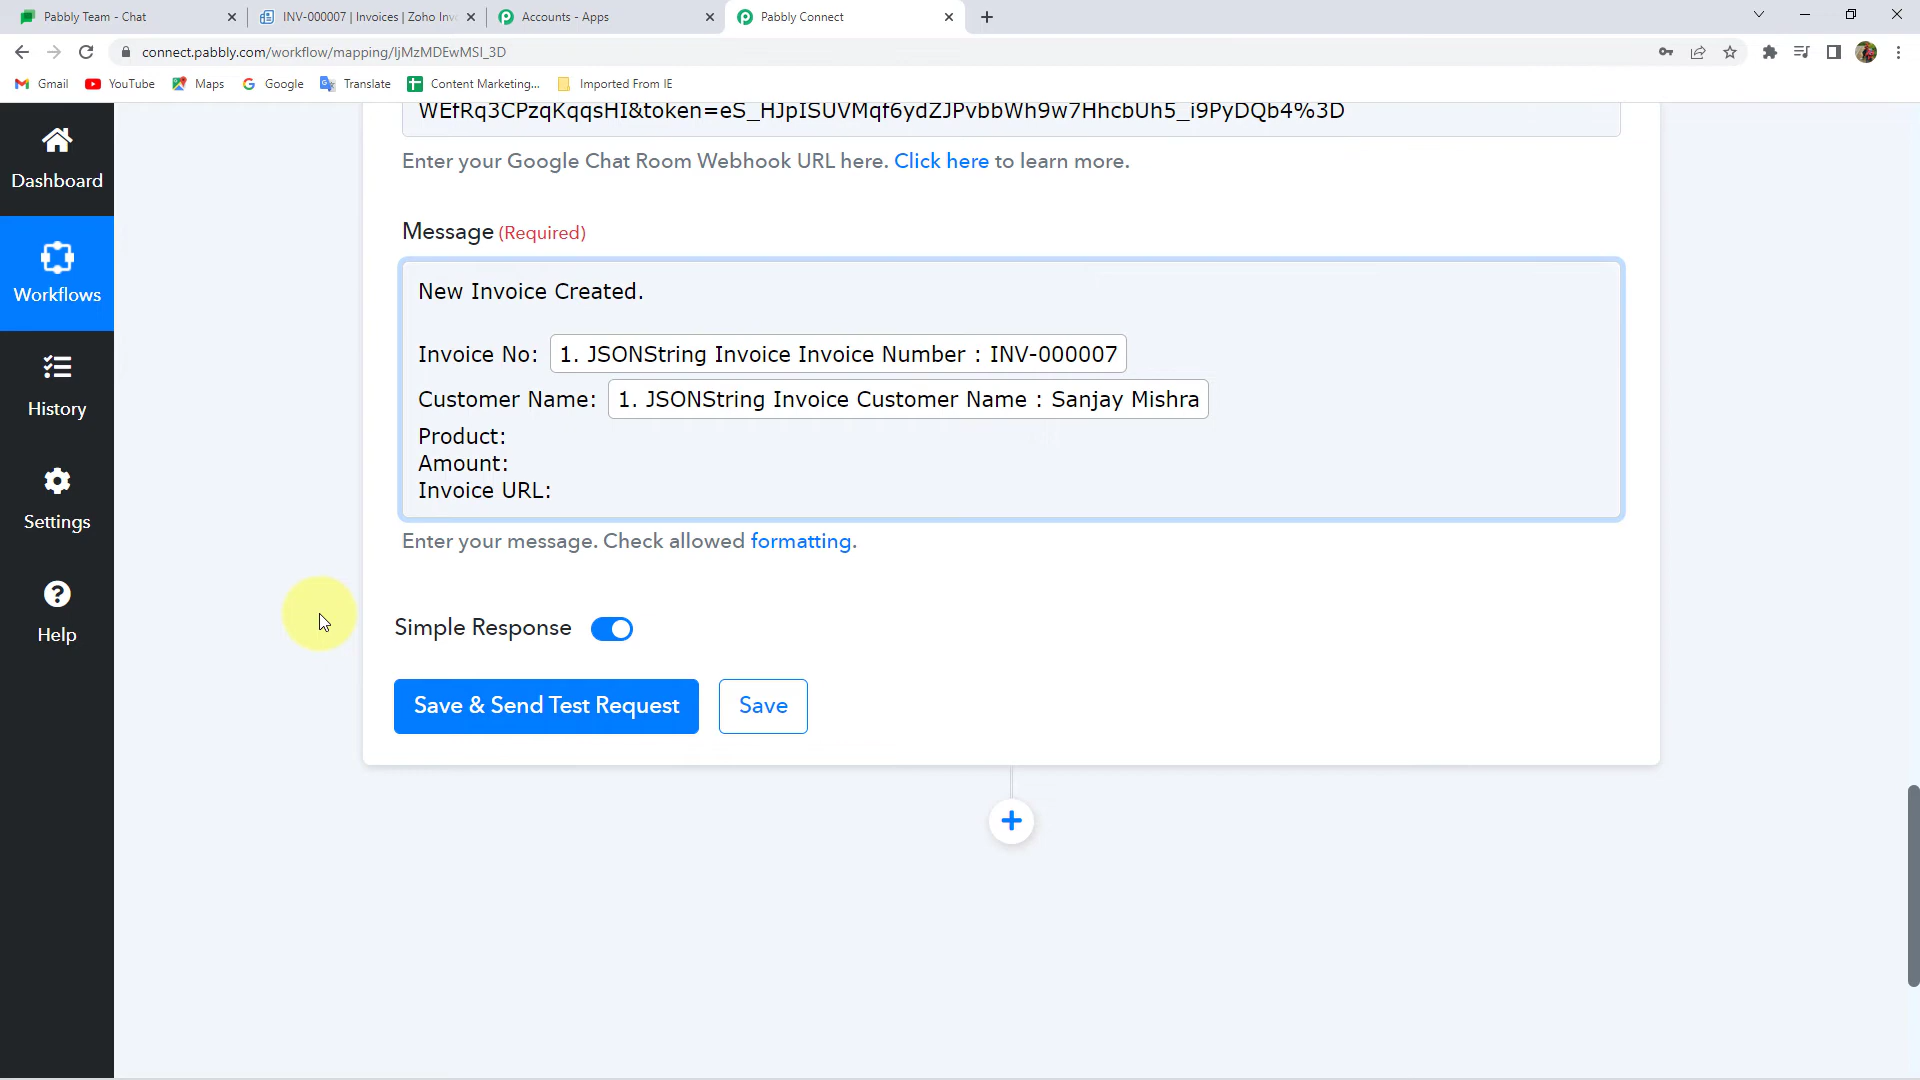 Pabbly Team - Chat
INV-000007 | Invoices | Zoho Inv
Accounts - Apps
Pabbly Connect
connect.pabbly.com/workflow/mapping/IjMzMDEwMSI_3D
Gmail
YouTube
Maps
Google
Translate
Content Marketing...
Imported From IE
Dashboard
Workflows
History
Settings
Help
WEfRq3CPzqKqqsHI&token=eS_HJpISUVMqf6ydZJPvbbWh9w7HhcbUh5_i9PyDQb4%3D
Enter your Google Chat Room Webhook URL here. Click here to learn more.
Message (Required)
New Invoice Created.
Invoice No: 1. JSONString Invoice Invoice Number : INV-000007
Customer Name: 1. JSONString Invoice Customer Name : Sanjay Mishra
Product:
Amount:
Invoice URL:
Enter your message. Check allowed formatting.
Simple Response
Save & Send Test Request
Save